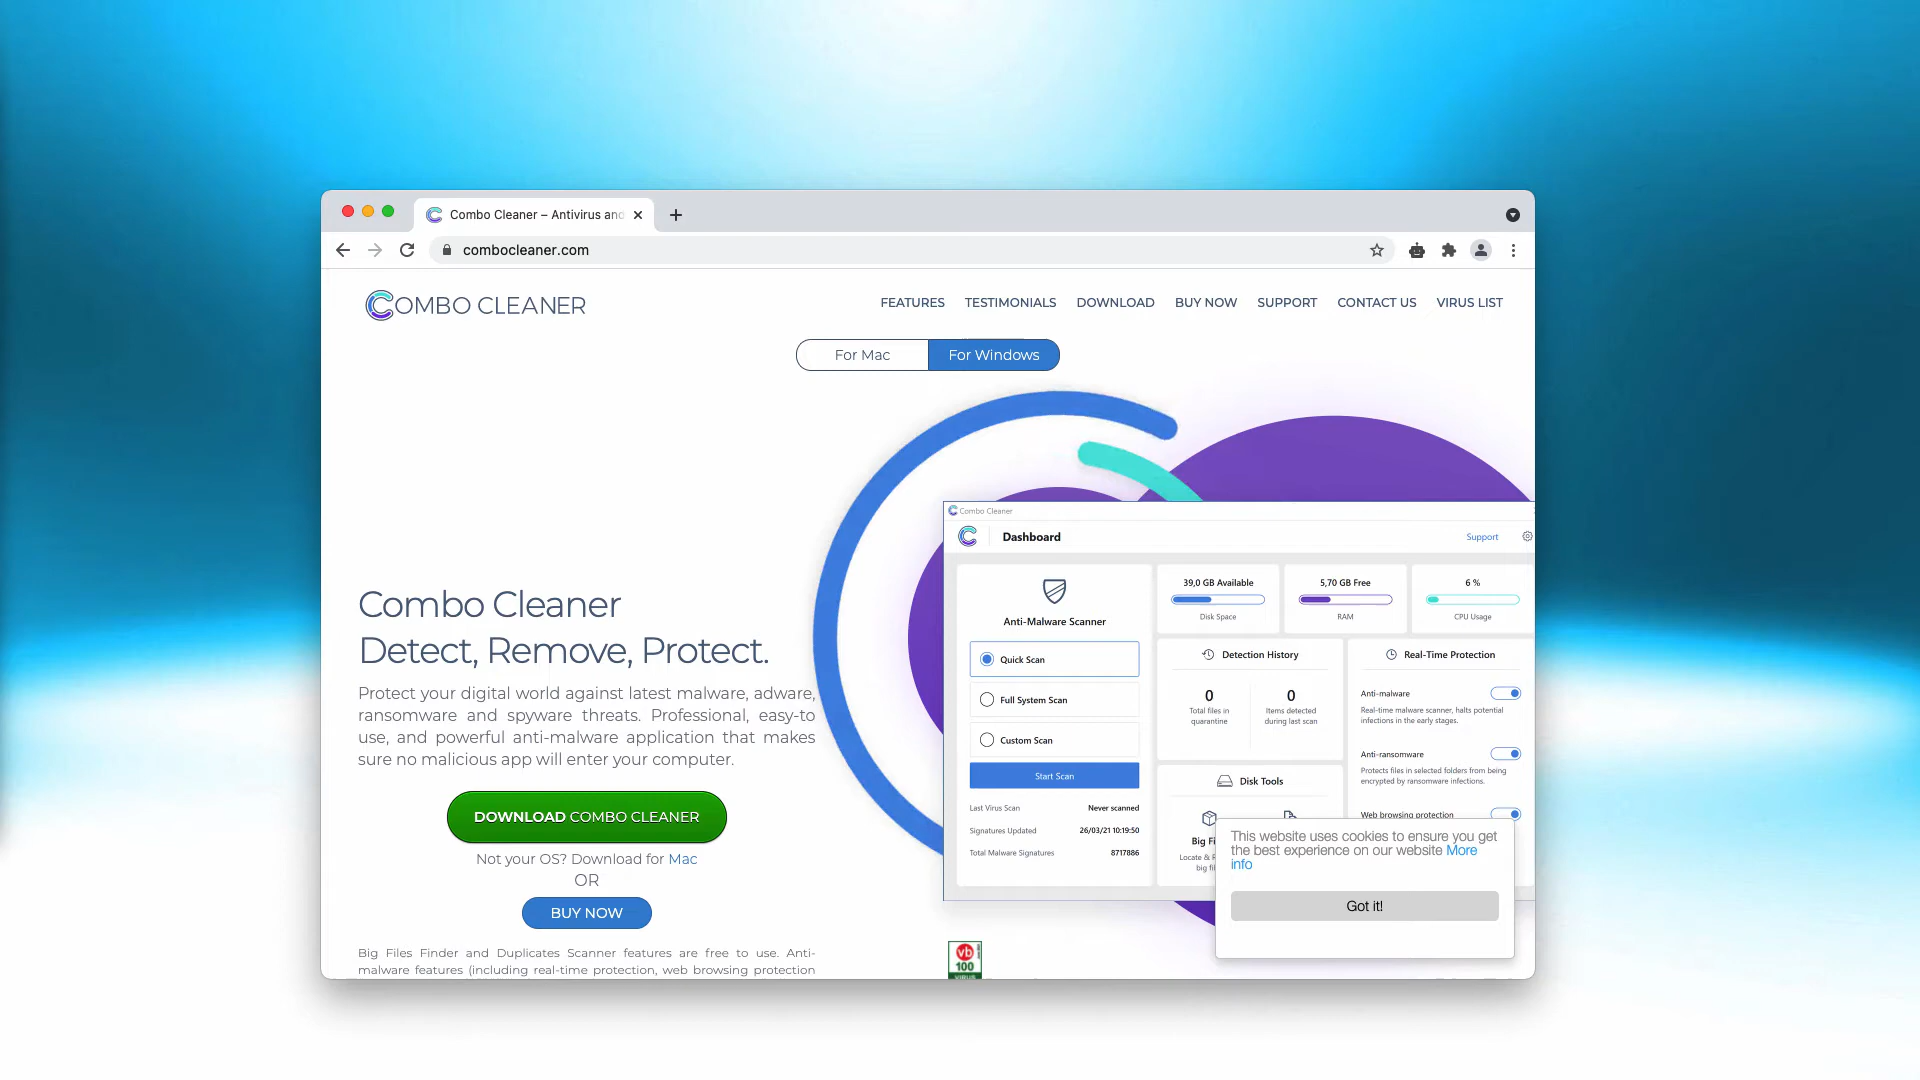 Combo Cleaner – Antivirus and
combocleaner.com
COMBO CLEANER
FEATURES TESTIMONIALS DOWNLOAD BUY NOW SUPPORT CONTACT US VIRUS LIST
For Mac For Windows
Combo Cleaner
Detect, Remove, Protect.
Protect your digital world against latest malware, adware,
ransomware and spyware threats. Professional, easy-to
use, and powerful anti-malware application that makes
sure no malicious app will enter your computer.
DOWNLOAD COMBO CLEANER
Not your OS? Download for Mac
OR
BUY NOW
Big Files Finder and Duplicates Scanner features are free to use. Anti-
malware features (including real-time protection, web browsing protection
Combo Cleaner
Dashboard
Support
Anti-Malware Scanner
Quick Scan
Full System Scan
Custom Scan
Start Scan
Last Virus Scan Never scanned
Signatures Updated 26/03/21 10:19:50
Total Malware Signatures 8717886
39,0 GB Available
Disk Space
5,70 GB Free
RAM
6 %
CPU Usage
Detection History
0
Total files in
quarantine
0
Items detected
during last scan
Disk Tools
Big Fi
Locate &
big fil
Real-Time Protection
Anti-malware
Real-time malware scanner, halts potential
infections in the early stages.
Anti-ransomware
Protects files in selected folders from being
encrypted by ransomware infections.
Web browsing protection
This website uses cookies to ensure you get
the best experience on our website More
info
Got it!
vb
100
VIRUS